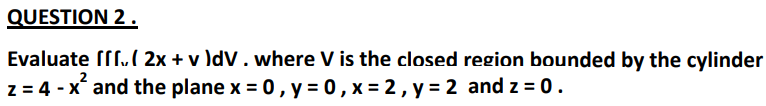 QUESTION 2 .
Evaluate ∫∫∫ᵥ ( 2x + y )dV . where V is the closed region bounded by the cylinder
z = 4 - x² and the plane x = 0 , y = 0 , x = 2 , y = 2 and z = 0 .